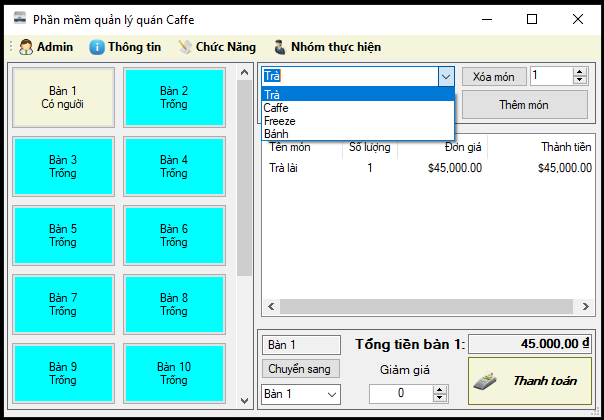 Phần mềm quản lý quán Caffe
Admin Thông tin Chức Năng Nhóm thực hiện
Bàn 1
Có người
Bàn 2
Trống
Bàn 3
Trống
Bàn 4
Trống
Bàn 5
Trống
Bàn 6
Trống
Bàn 7
Trống
Bàn 8
Trống
Bàn 9
Trống
Bàn 10
Trống
Trà
Xóa món
1
Trà
Caffe
Freeze
Bánh
Thêm món
Tên món Số lượng Đơn giá Thành tiền
Trà lài 1 $45,000.00 $45,000.00
Bàn 1
Tổng tiền bàn 1: 45.000,00 ₫
Chuyển sang
Giảm giá
Bàn 1
0
Thanh toán